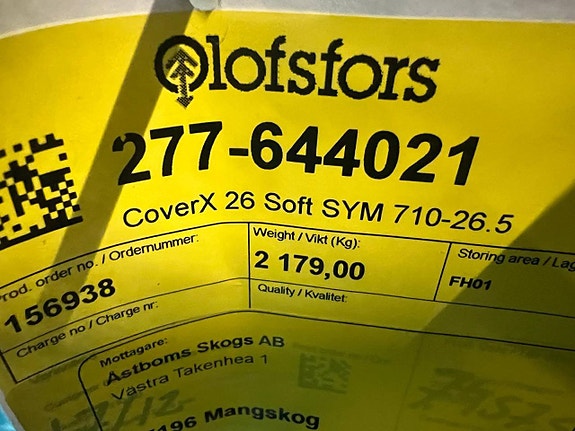 Olofsfors
277-644021
CoverX 26 Soft SYM 710-26.5
Prod. order no. / Ordernummer:
156938
Weight / Vikt (Kg):
2 179,00
Storing area / Lag
FH01
Charge no / Charge nr:
Quality / Kvalitet:
Mottagare:
Åstboms Skogs AB
Västra Takenhea 1
196 Mangskog